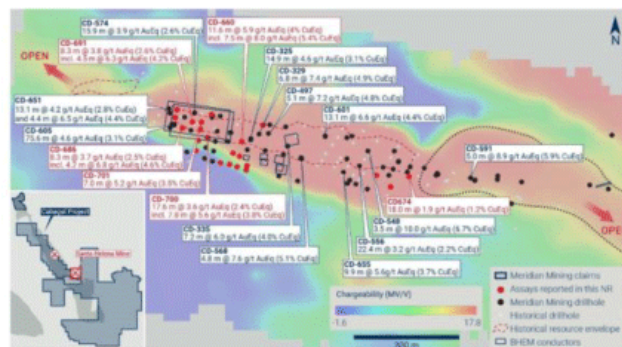 CD-574
15.9 m @ 3.9 g/t AuEq (2.6% CuEq)
CD-691
8.3 m @ 3.8 g/t AuEq (2.6% CuEq)
incl. 4.5 m @ 6.3 g/t AuEq (4.2% CuEq)
CD-660
11.6 m @ 5.9 g/t AuEq (4% CuEq)
incl. 7.5 m @ 8.0 g/t AuEq (5.4% CuEq)
CD-325
14.9 m @ 4.6 g/t AuEq (3.1% CuEq)
CD-329
6.8 m @ 7.4 g/t AuEq (4.9% CuEq)
CD-497
5.1 m @ 7.2 g/t AuEq (4.8% CuEq)
CD-601
13.1 m @ 6.6 g/t AuEq (4.4% CuEq)
N
OPEN
CD-651
13.1 m @ 4.2 g/t AuEq (2.8% CuEq)
and 4.4 m @ 6.5 g/t AuEq (4.4% CuEq)
CD-605
75.6 m @ 4.6 g/t AuEq (3.1% CuEq)
CD-686
8.3 m @ 3.7 g/t AuEq (2.5% CuEq)
incl. 4.2 m @ 6.8 g/t AuEq (4.6% CuEq)
CD-701
7.0 m @ 5.2 g/t AuEq (3.5% CuEq)
CD-700
17.6 m @ 3.6 g/t AuEq (2.4% CuEq)
incl. 7.8 m @ 5.6 g/t AuEq (3.8% CuEq)
CD-335
7.2 m @ 6.0 g/t AuEq (4.0% CuEq)
CD-568
4.8 m @ 7.6 g/t AuEq (5.1% CuEq)
CD-591
5.0 m @ 8.9 g/t AuEq (5.9% CuEq)
CD674
18.0 m @ 1.9 g/t AuEq (1.2% CuEq)
CD-548
3.5 m @ 10.0 g/t AuEq (6.7% CuEq)
CD-556
22.4 m @ 3.2 g/t AuEq (2.2% CuEq)
CD-655
9.9 m @ 5.6g/t AuEq (3.7% CuEq)
OPEN
Cabaçal Project
Santa Helena Mine
Chargeability (MV/V)
-1.6
17.8
300 m
Meridian Mining claims
Assays reported in this NR
Meridian Mining drillhole
Historical drillhole
Historical resource envelope
BHEM conductors